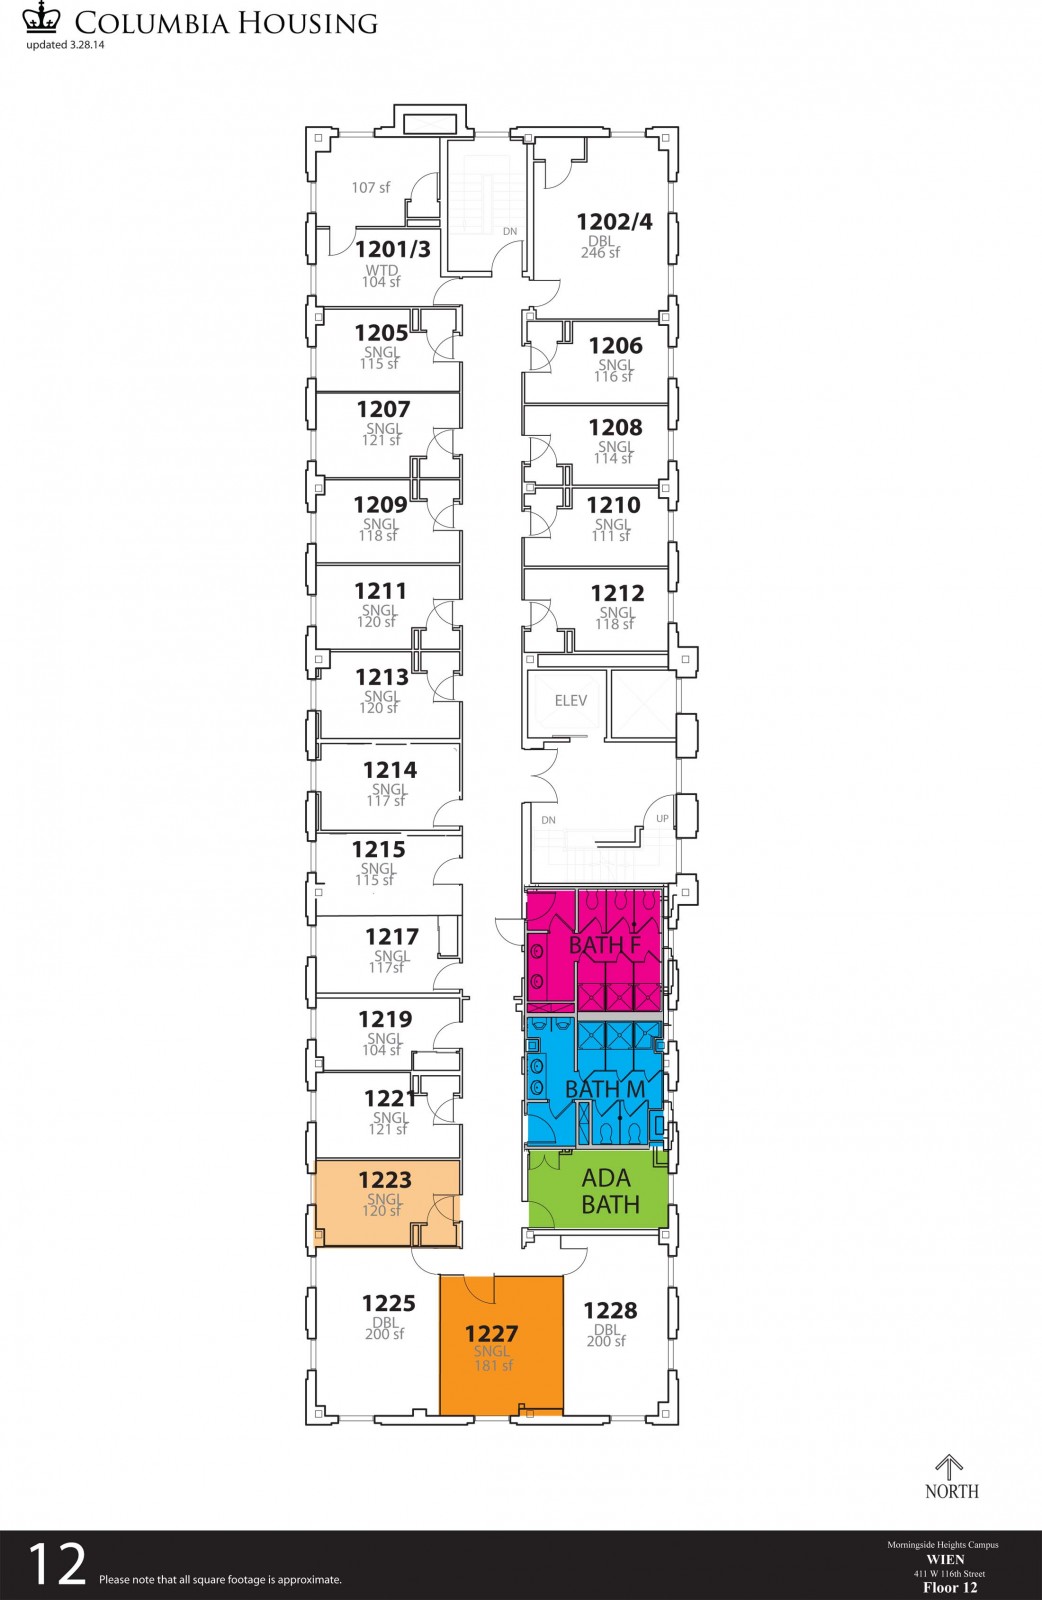 COLUMBIA HOUSING
updated 3.28.14
107 sf
DN
1202/4
DBL
246 sf
1201/3
WTD
104 sf
1205
SNGL
115 sf
1206
SNGL
116 sf
1207
SNGL
121 sf
1208
SNGL
114 sf
1209
SNGL
118 sf
1210
SNGL
111 sf
1211
SNGL
120 sf
1212
SNGL
118 sf
1213
SNGL
120 sf
ELEV
1214
SNGL
117 sf
DN
UP
1215
SNGL
115 sf
1217
SNGL
117sf
BATH F
1219
SNGL
104 sf
1221
SNGL
121 sf
BATH M
1223
SNGL
120 sf
ADA
BATH
1225
DBL
200 sf
1227
SNGL
181 sf
1228
DBL
200 sf
NORTH
12
Please note that all square footage is approximate.
Morningside Heights Campus
WIEN
411 W 116th Street
Floor 12